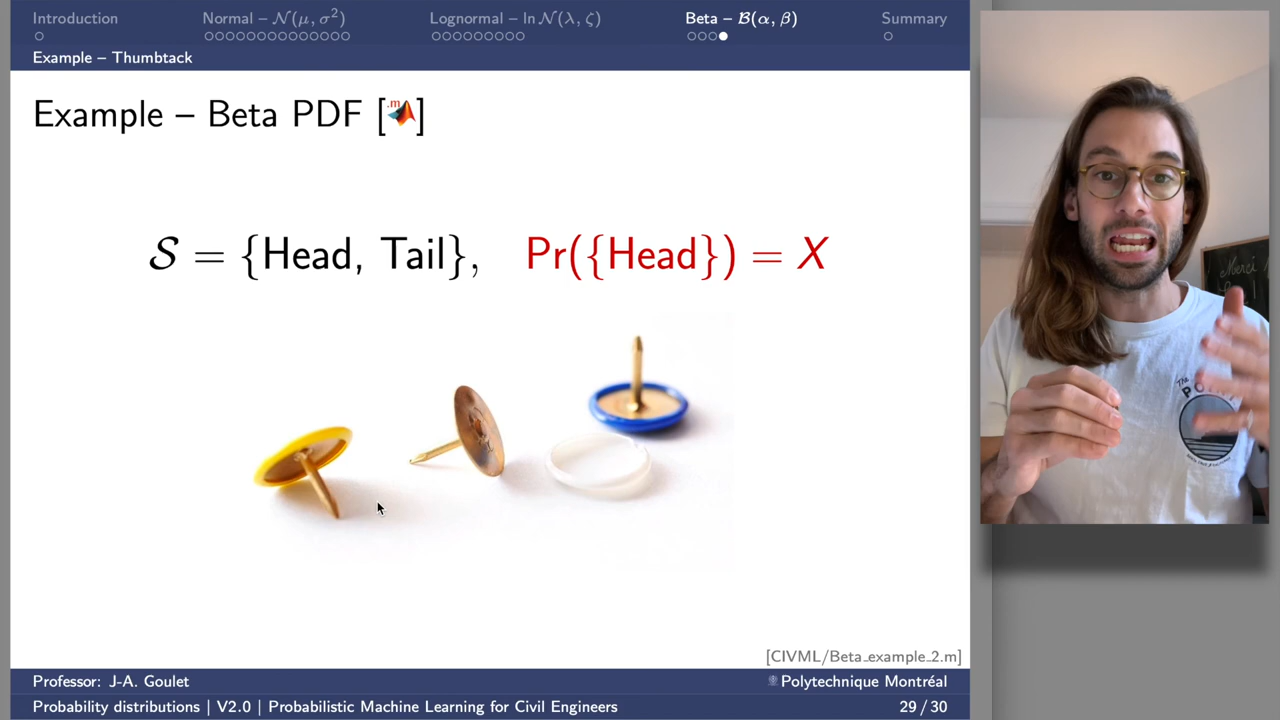 Introduction
Normal – 𝒩(μ, σ²)
Lognormal – ln 𝒩(λ, ζ)
Beta – ℬ(α, β)
Summary
Example – Thumbtack
Example – Beta PDF [.m]
𝒮 = {Head, Tail}, Pr({Head}) = X
Merci
[CIVML/Beta_example_2.m]
Professor: J-A. Goulet
Polytechnique Montréal
Probability distributions | V2.0 | Probabilistic Machine Learning for Civil Engineers
29 / 30